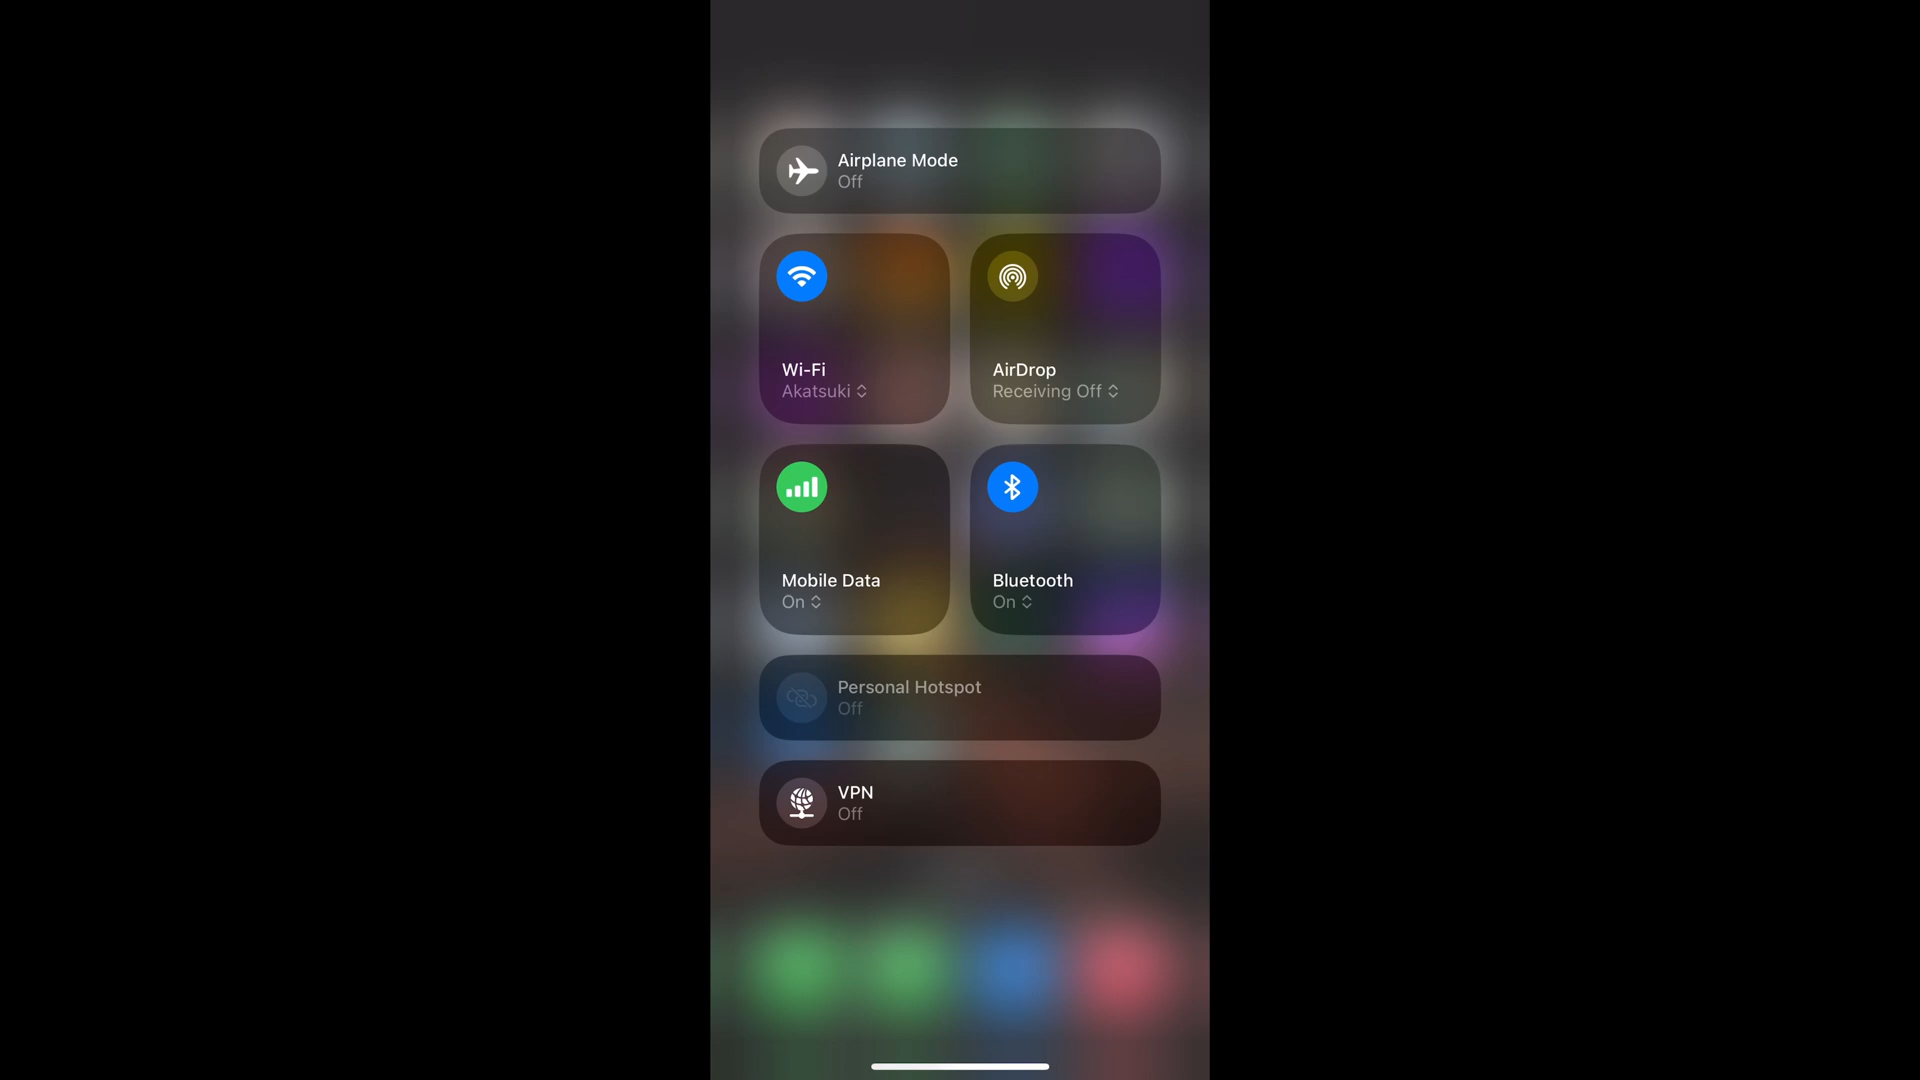 Airplane Mode
Off
Wi-Fi
Akatsuki
AirDrop
Receiving Off
Mobile Data
On
Bluetooth
On
Personal Hotspot
Off
VPN
Off